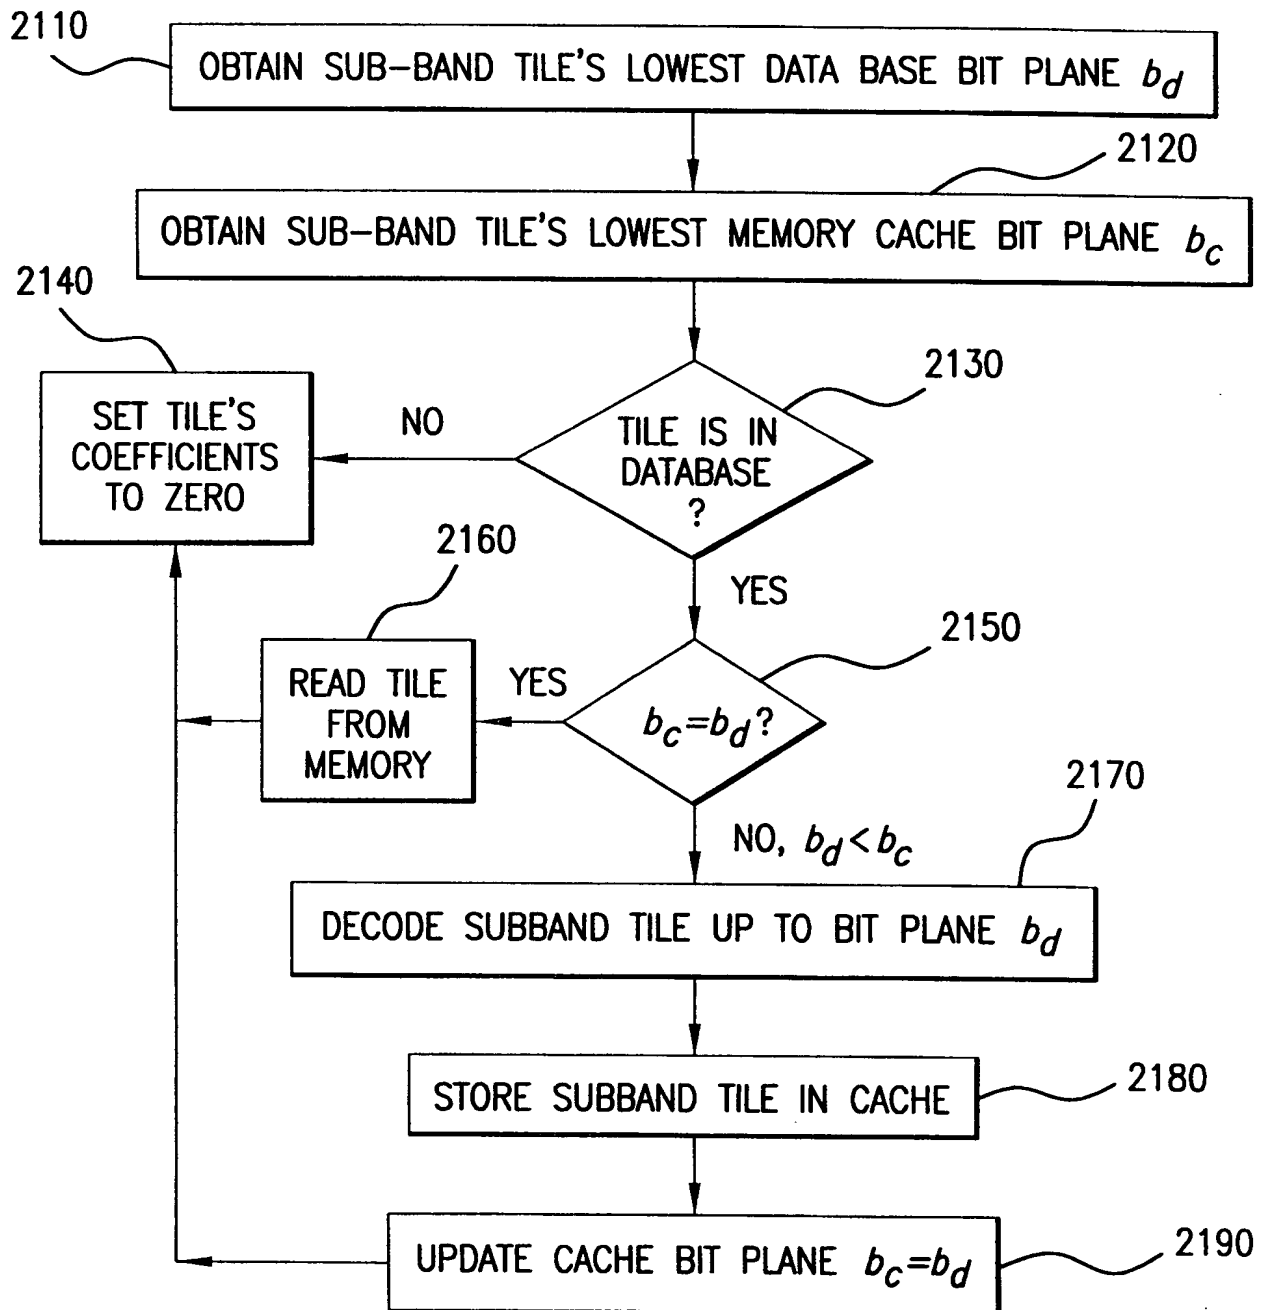 2110
OBTAIN SUB-BAND TILE'S LOWEST DATA BASE BIT PLANE b_d
2120
OBTAIN SUB-BAND TILE'S LOWEST MEMORY CACHE BIT PLANE b_c
2140
2130
SET TILE'S
COEFFICIENTS
TO ZERO
NO
TILE IS IN
DATABASE
?
2160
YES
2150
READ TILE
FROM
MEMORY
YES
b_c=b_d?
2170
NO, b_d<b_c
DECODE SUBBAND TILE UP TO BIT PLANE b_d
STORE SUBBAND TILE IN CACHE
2180
UPDATE CACHE BIT PLANE b_c=b_d
2190